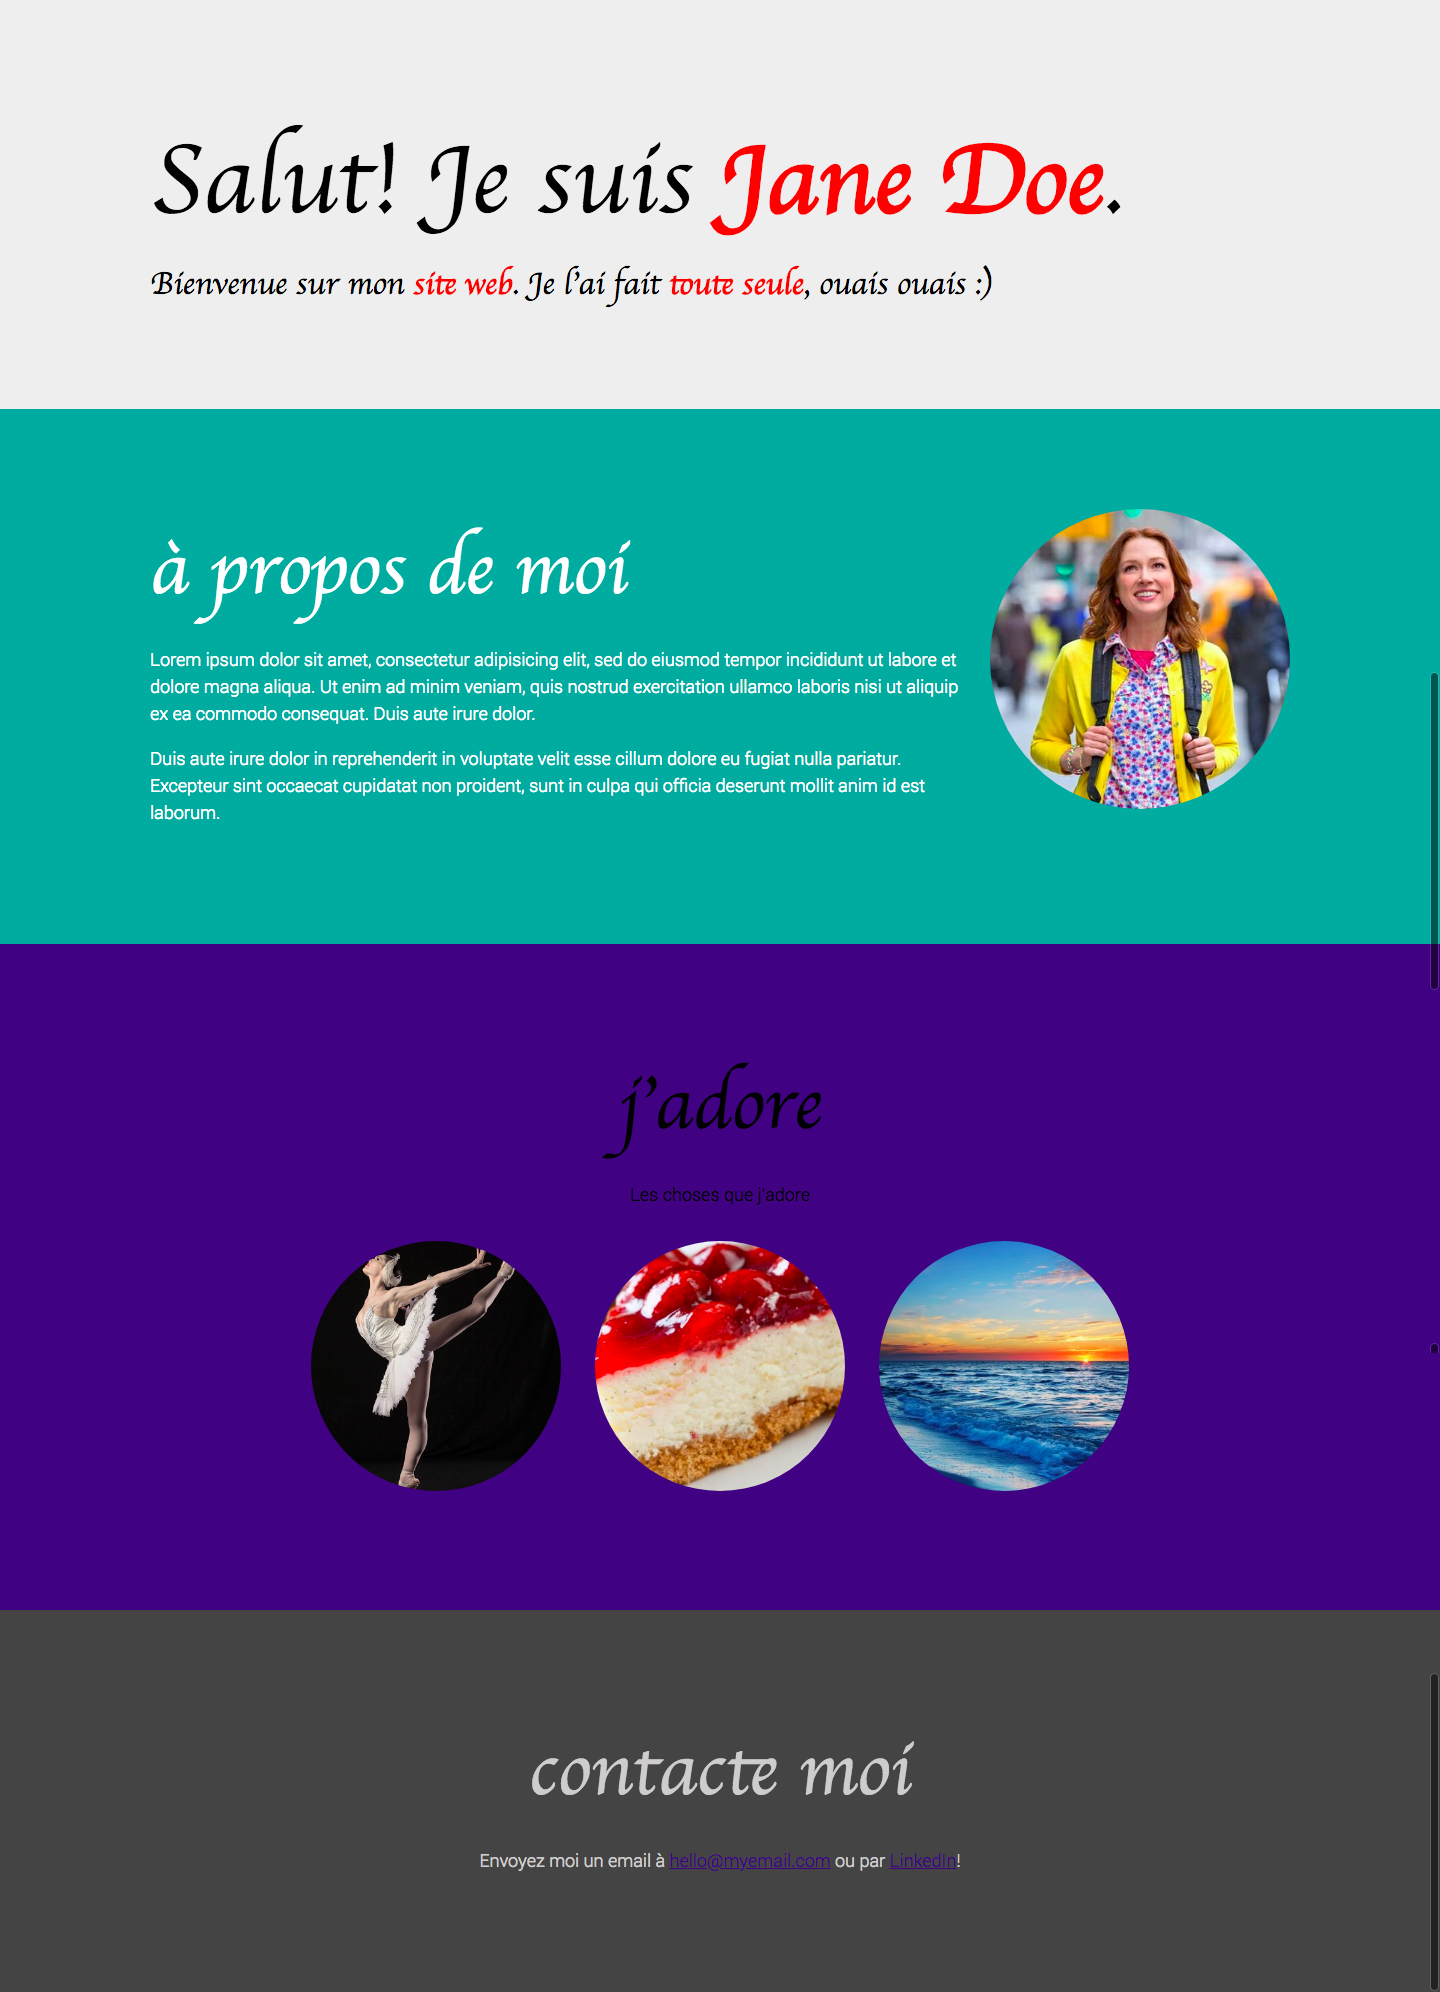 Salut! Je suis Jane Doe.
Bienvenue sur mon site web. Je l'ai fait toute seule, ouais ouais :)
à propos de moi
Lorem ipsum dolor sit amet, consectetur adipisicing elit, sed do eiusmod tempor incididunt ut labore et
dolore magna aliqua. Ut enim ad minim veniam, quis nostrud exercitation ullamco laboris nisi ut aliquip
ex ea commodo consequat. Duis aute irure dolor.
Duis aute irure dolor in reprehenderit in voluptate velit esse cillum dolore eu fugiat nulla pariatur.
Excepteur sint occaecat cupidatat non proident, sunt in culpa qui officia deserunt mollit anim id est
laborum.
j'adore
Les choses que j'adore
contacte moi
Envoyez moi un email à hello@myemail.com ou par LinkedIn!